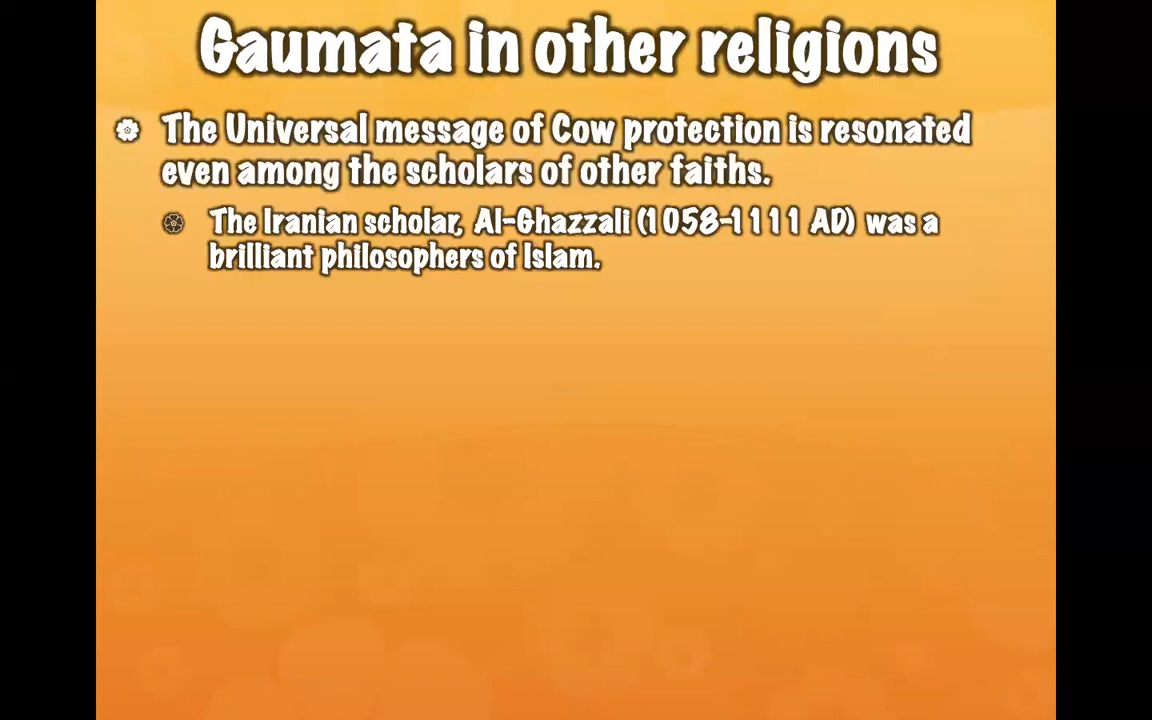 Gaumata in other religions
The Universal message of Cow protection is resonated
even among the scholars of other faiths.
The Iranian scholar, Al-Ghazzali (1058-1111 AD) was a
brilliant philosophers of Islam.